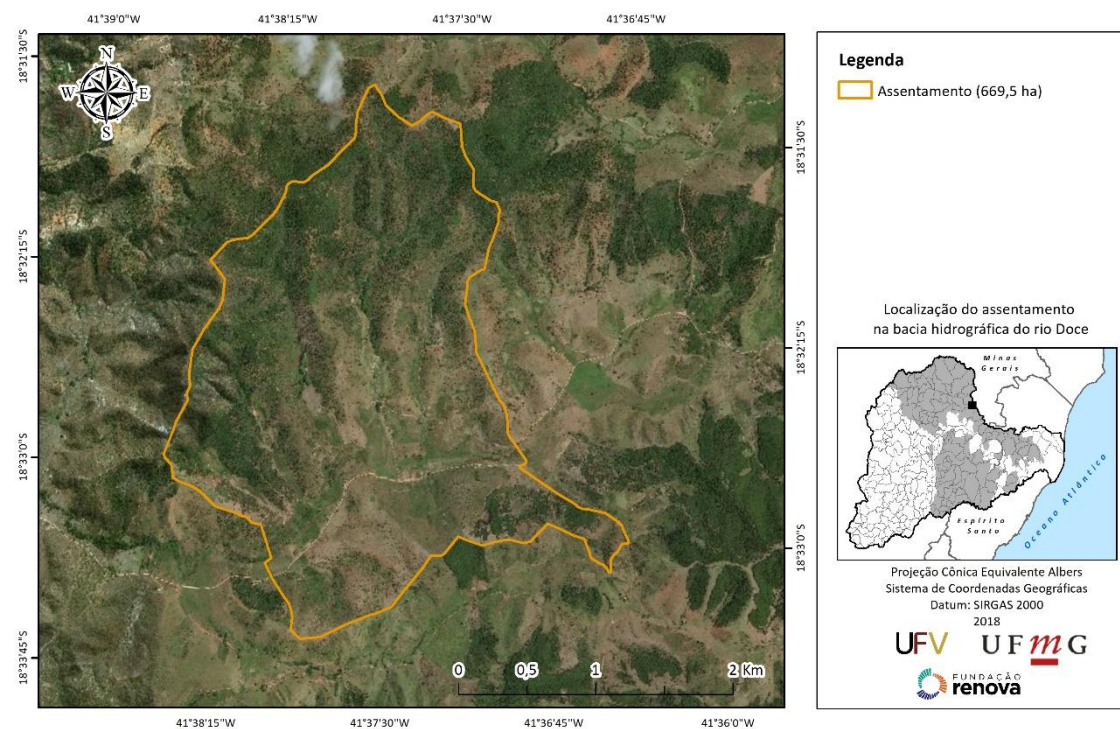 41°39'0"W
41°38'15"W
41°37'30"W
41°36'45"W
18°31'30"S
18°32'15"S
18°33'0"S
18°33'45"S
N
W
E
S
18°31'30"S
18°32'15"S
18°33'0"S
0
0,5
1
2 Km
41°38'15"W
41°37'30"W
41°36'45"W
41°36'0"W
Legenda
Assentamento (669,5 ha)
Localização do assentamento
na bacia hidrográfica do rio Doce
Minas
Gerais
Espírito
Santo
Oceano Atlântico
Projeção Cônica Equivalente Albers
Sistema de Coordenadas Geográficas
Datum: SIRGAS 2000
2018
UFV
UFmG
FUNDAÇÃO
renova